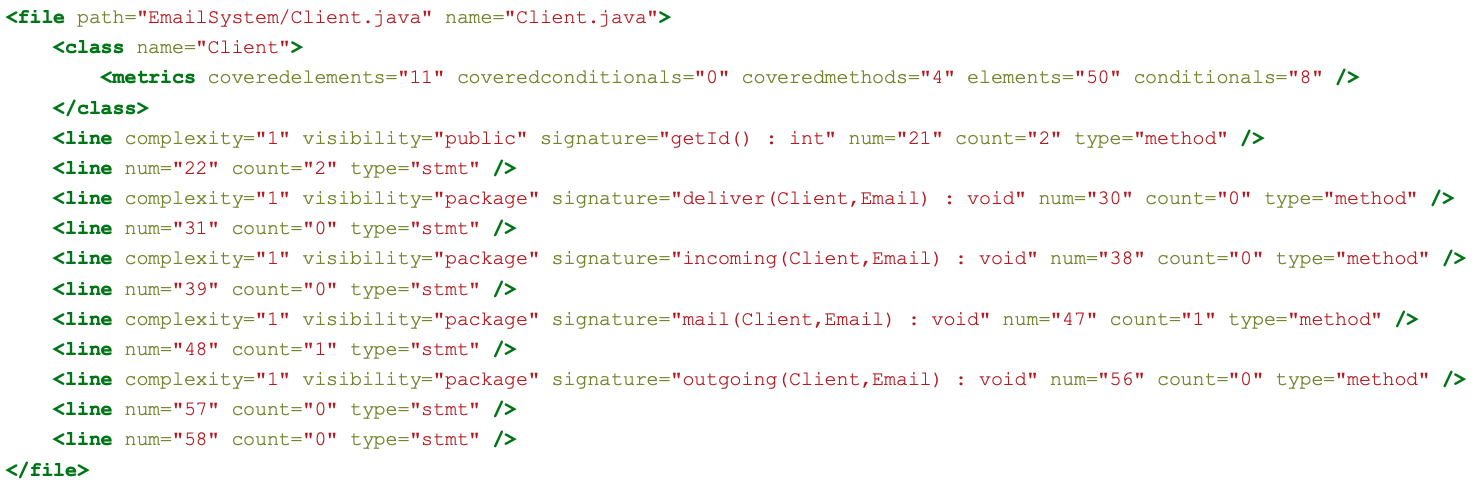 <file path="EmailSystem/Client.java" name="Client.java">
    <class name="Client">
        <metrics coveredelements="11" coveredconditionals="0" coveredmethods="4" elements="50" conditionals="8" />
    </class>
    <line complexity="1" visibility="public" signature="getId() : int" num="21" count="2" type="method" />
    <line num="22" count="2" type="stmt" />
    <line complexity="1" visibility="package" signature="deliver(Client,Email) : void" num="30" count="0" type="method" />
    <line num="31" count="0" type="stmt" />
    <line complexity="1" visibility="package" signature="incoming(Client,Email) : void" num="38" count="0" type="method" />
    <line num="39" count="0" type="stmt" />
    <line complexity="1" visibility="package" signature="mail(Client,Email) : void" num="47" count="1" type="method" />
    <line num="48" count="1" type="stmt" />
    <line complexity="1" visibility="package" signature="outgoing(Client,Email) : void" num="56" count="0" type="method" />
    <line num="57" count="0" type="stmt" />
    <line num="58" count="0" type="stmt" />
</file>